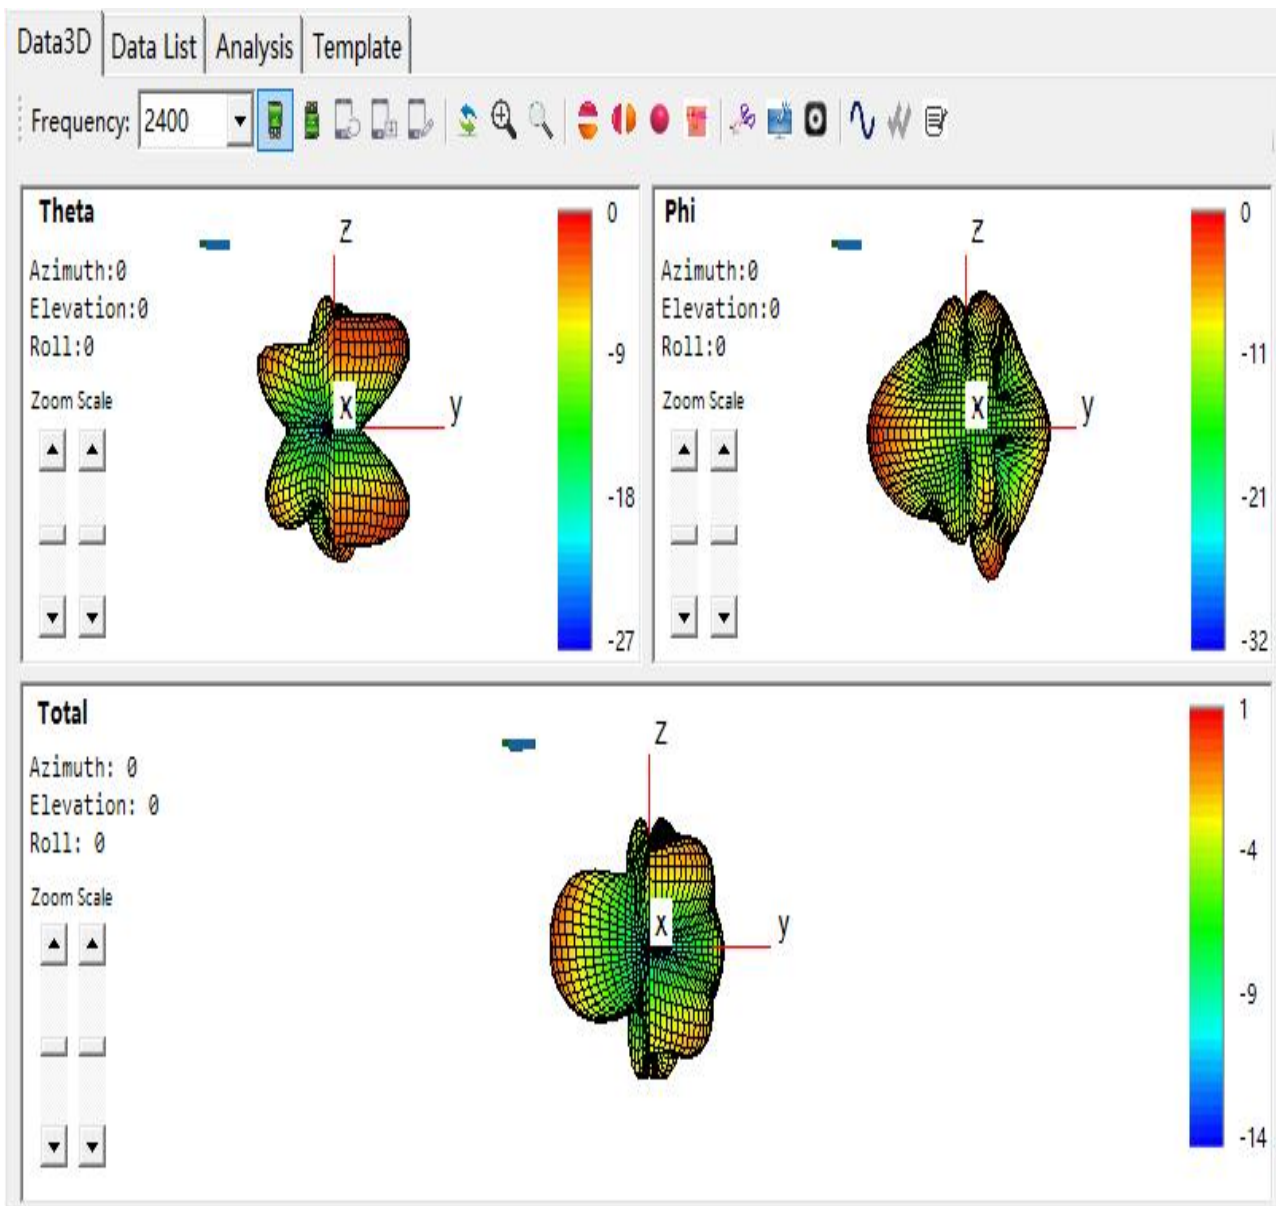 Data3D Data List Analysis Template
Frequency: 2400
Theta
Azimuth:0
Elevation:0
Roll:0
Zoom Scale
z
x
y
0
-9
-18
-27
Phi
Azimuth:0
Elevation:0
Roll:0
Zoom Scale
z
x
y
0
-11
-21
-32
Total
Azimuth: 0
Elevation: 0
Roll: 0
Zoom Scale
z
x
y
1
-4
-9
-14